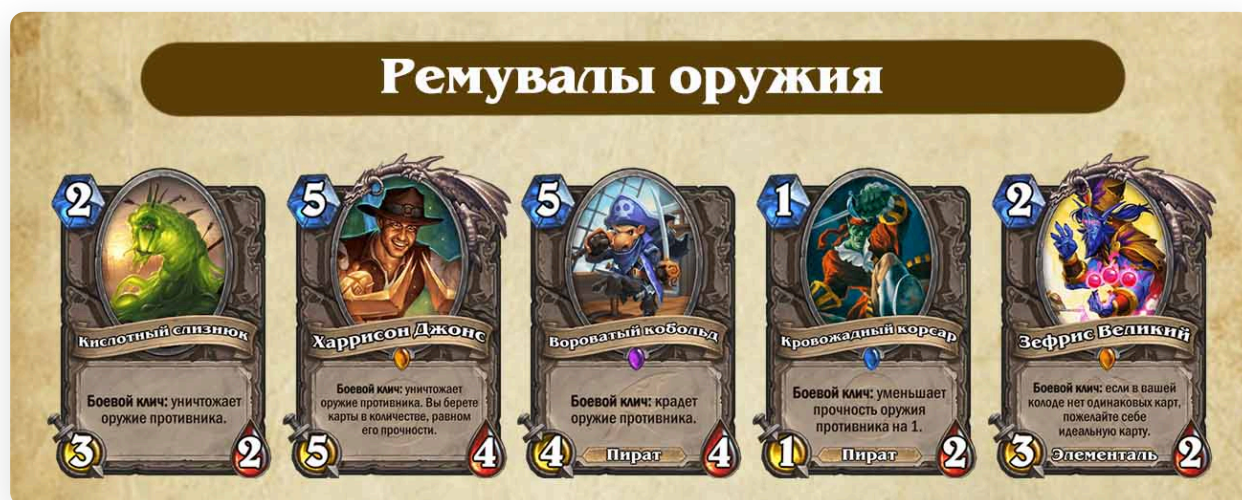 Ремувалы оружия
2
Кислотный слизнюк
Боевой клич: уничтожает
оружие противника.
3
2
5
Харрисон Джонс
Боевой клич: уничтожает
оружие противника. Вы берете
карты в количестве, равном
его прочности.
5
4
5
Вороватый кобольд
Боевой клич: крадет
оружие противника.
4
Пират
4
1
Кровожадный корсар
Боевой клич: уменьшает
прочность оружия
противника на 1.
1
Пират
2
2
Зефрис Великий
Боевой клич: если в вашей
колоде нет одинаковых карт,
пожелайте себе
идеальную карту.
3
Элементаль
2